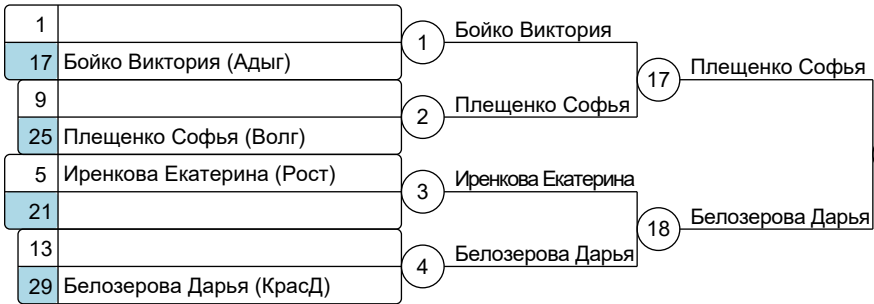 1
17 Бойко Виктория (Адыг)
1
Бойко Виктория
9
25 Плещенко Софья (Волг)
2
Плещенко Софья
17
Плещенко Софья
5 Иренкова Екатерина (Рост)
21
3
Иренкова Екатерина
13
29 Белозерова Дарья (КрасД)
4
Белозерова Дарья
18
Белозерова Дарья